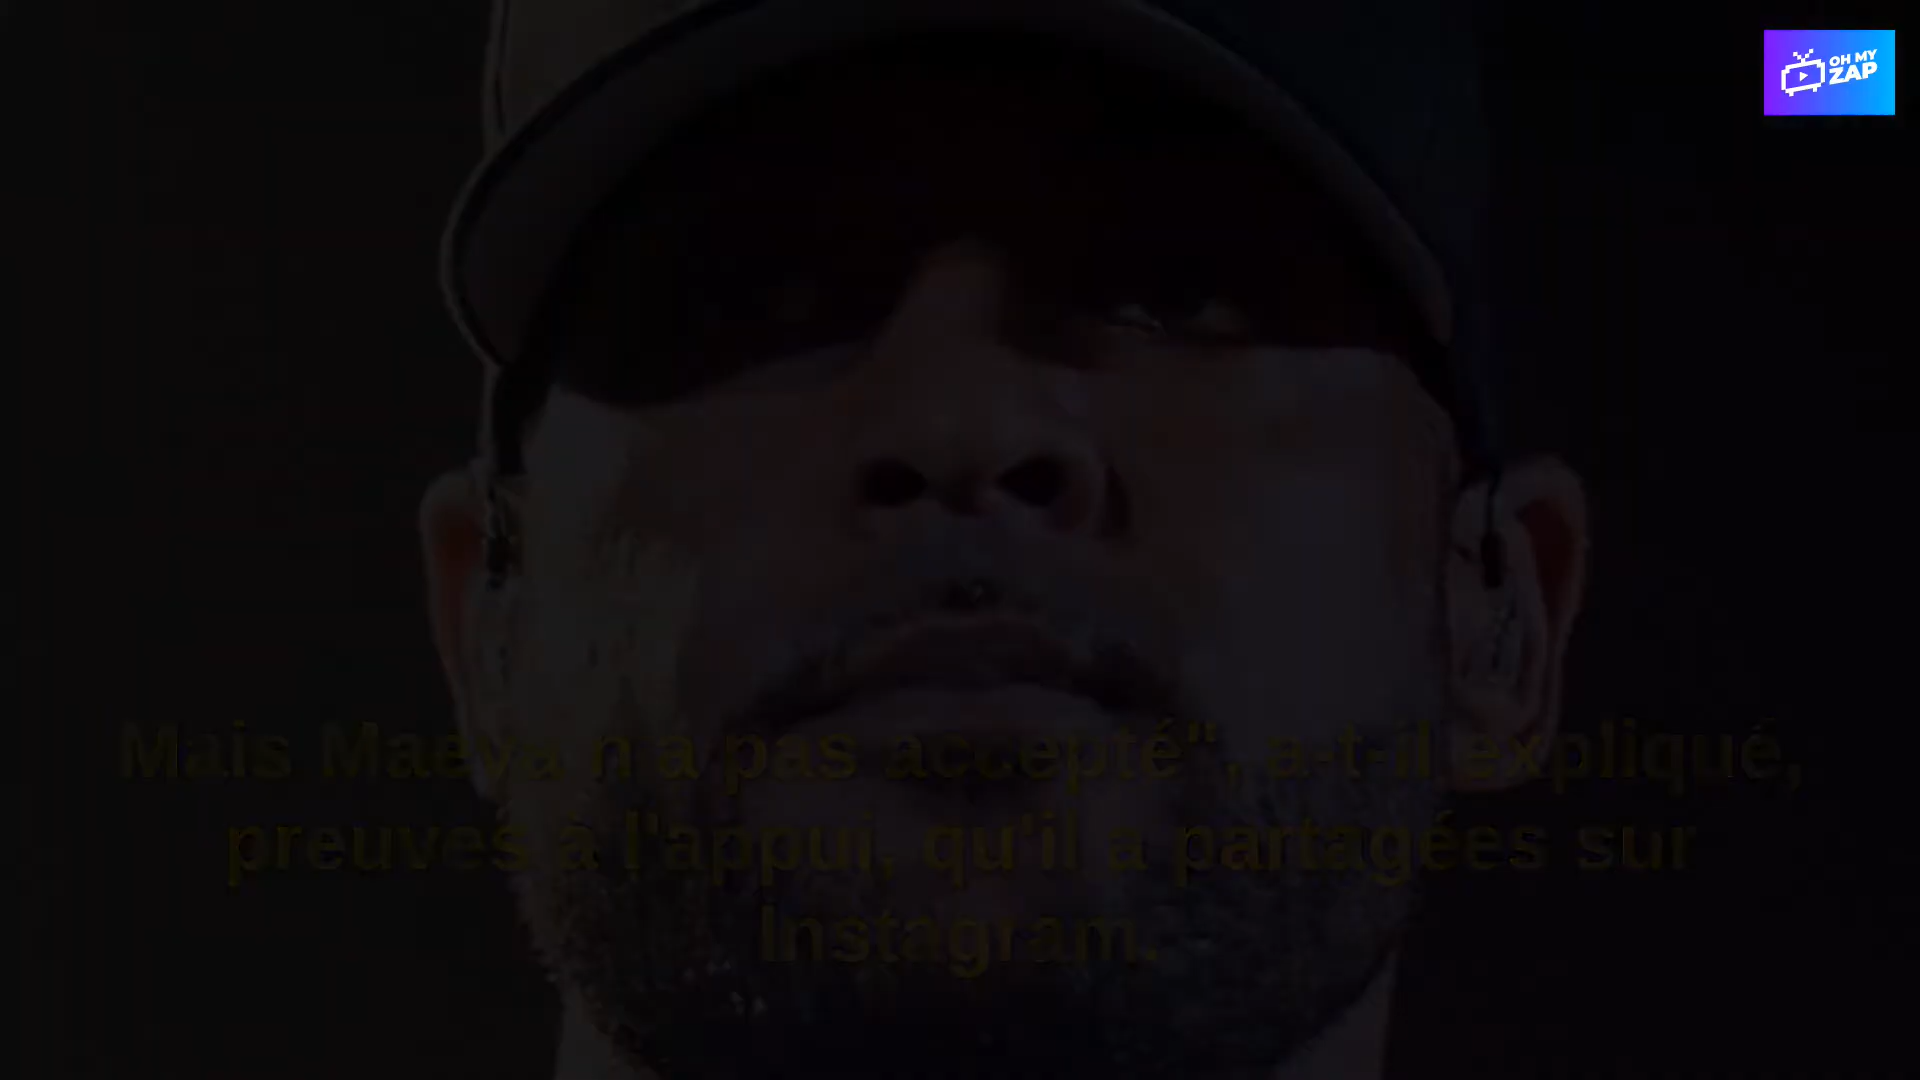 OH MY
ZAP
Mais Maeva n'a pas accepté", a-t-il expliqué,
preuves à l'appui, qu'il a partagées sur
Instagram.